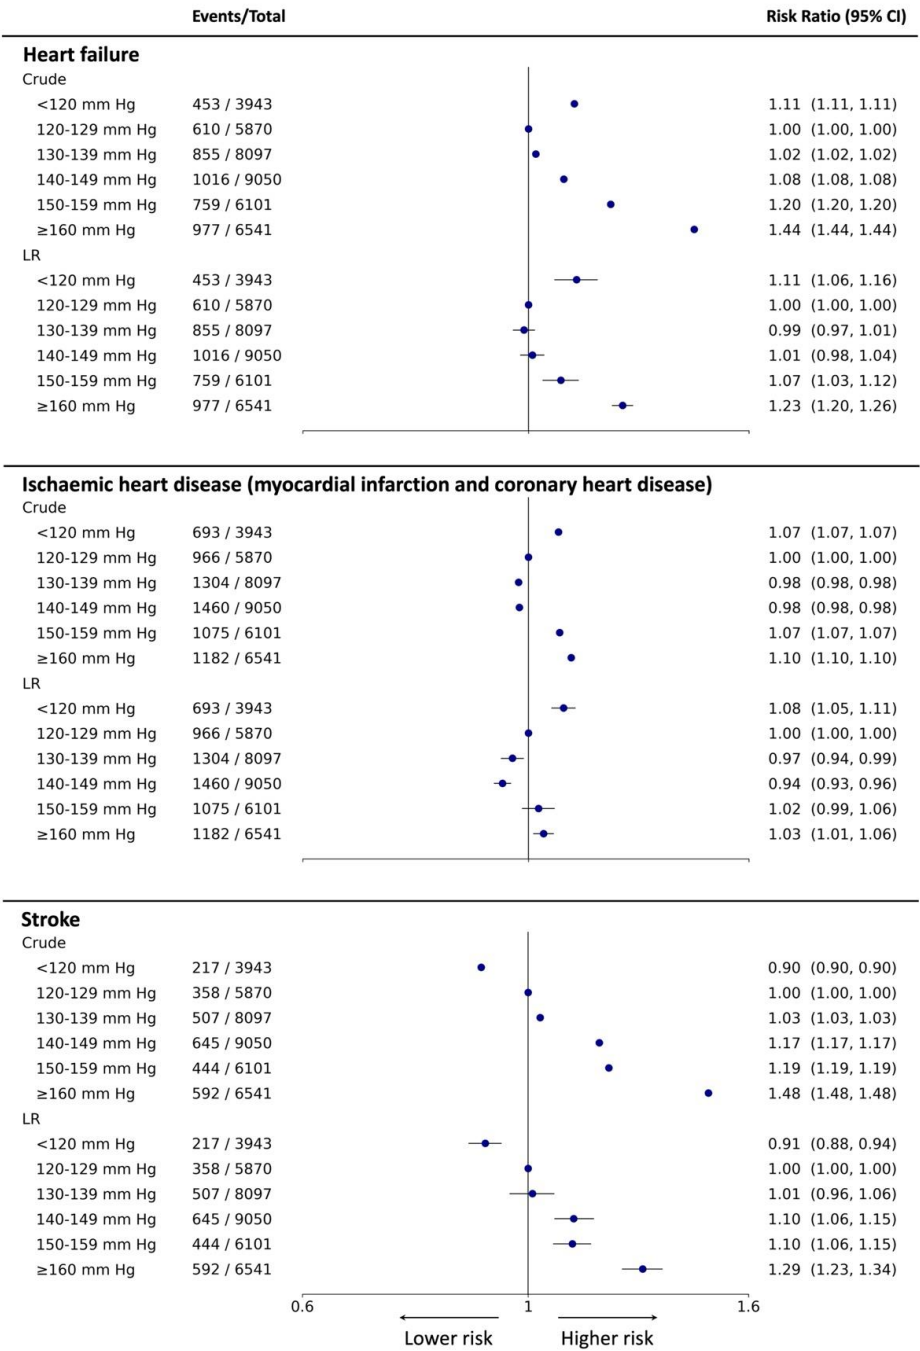 Events/Total Risk Ratio (95% CI)
Heart failure
Crude
<120 mm Hg 453 / 3943 1.11 (1.11, 1.11)
120-129 mm Hg 610 / 5870 1.00 (1.00, 1.00)
130-139 mm Hg 855 / 8097 1.02 (1.02, 1.02)
140-149 mm Hg 1016 / 9050 1.08 (1.08, 1.08)
150-159 mm Hg 759 / 6101 1.20 (1.20, 1.20)
≥160 mm Hg 977 / 6541 1.44 (1.44, 1.44)
LR
<120 mm Hg 453 / 3943 1.11 (1.06, 1.16)
120-129 mm Hg 610 / 5870 1.00 (1.00, 1.00)
130-139 mm Hg 855 / 8097 0.99 (0.97, 1.01)
140-149 mm Hg 1016 / 9050 1.01 (0.98, 1.04)
150-159 mm Hg 759 / 6101 1.07 (1.03, 1.12)
≥160 mm Hg 977 / 6541 1.23 (1.20, 1.26)
Ischaemic heart disease (myocardial infarction and coronary heart disease)
Crude
<120 mm Hg 693 / 3943 1.07 (1.07, 1.07)
120-129 mm Hg 966 / 5870 1.00 (1.00, 1.00)
130-139 mm Hg 1304 / 8097 0.98 (0.98, 0.98)
140-149 mm Hg 1460 / 9050 0.98 (0.98, 0.98)
150-159 mm Hg 1075 / 6101 1.07 (1.07, 1.07)
≥160 mm Hg 1182 / 6541 1.10 (1.10, 1.10)
LR
<120 mm Hg 693 / 3943 1.08 (1.05, 1.11)
120-129 mm Hg 966 / 5870 1.00 (1.00, 1.00)
130-139 mm Hg 1304 / 8097 0.97 (0.94, 0.99)
140-149 mm Hg 1460 / 9050 0.94 (0.93, 0.96)
150-159 mm Hg 1075 / 6101 1.02 (0.99, 1.06)
≥160 mm Hg 1182 / 6541 1.03 (1.01, 1.06)
Stroke
Crude
<120 mm Hg 217 / 3943 0.90 (0.90, 0.90)
120-129 mm Hg 358 / 5870 1.00 (1.00, 1.00)
130-139 mm Hg 507 / 8097 1.03 (1.03, 1.03)
140-149 mm Hg 645 / 9050 1.17 (1.17, 1.17)
150-159 mm Hg 444 / 6101 1.19 (1.19, 1.19)
≥160 mm Hg 592 / 6541 1.48 (1.48, 1.48)
LR
<120 mm Hg 217 / 3943 0.91 (0.88, 0.94)
120-129 mm Hg 358 / 5870 1.00 (1.00, 1.00)
130-139 mm Hg 507 / 8097 1.01 (0.96, 1.06)
140-149 mm Hg 645 / 9050 1.10 (1.06, 1.15)
150-159 mm Hg 444 / 6101 1.10 (1.06, 1.15)
≥160 mm Hg 592 / 6541 1.29 (1.23, 1.34)
0.6 1 1.6
Lower risk Higher risk